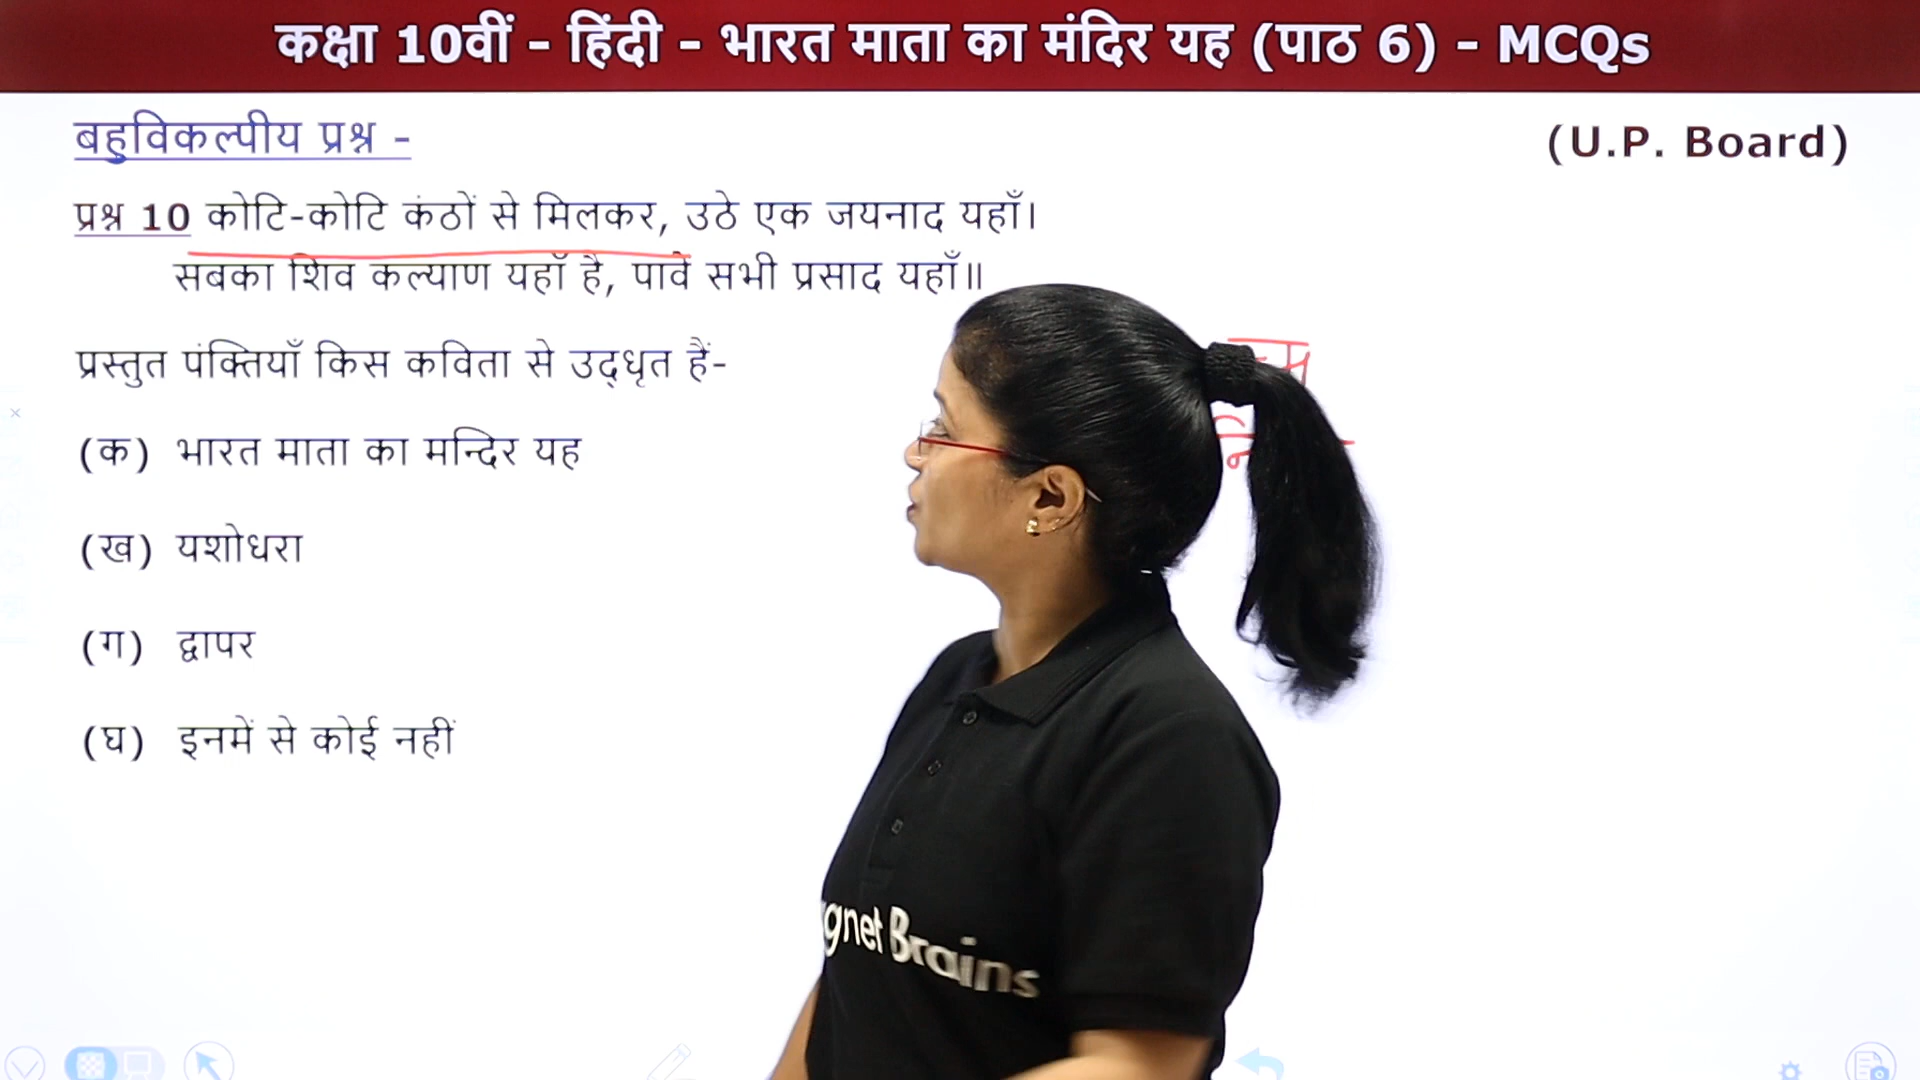 कक्षा 10वीं - हिंदी - भारत माता का मंदिर यह (पाठ 6) - MCQs
बहुविकल्पीय प्रश्न -
(U.P. Board)
प्रश्न 10 कोटि-कोटि कंठों से मिलकर, उठे एक जयनाद यहाँ।
सबका शिव कल्याण यहाँ है, पावें सभी प्रसाद यहाँ॥
प्रस्तुत पंक्तियाँ किस कविता से उद्धृत हैं-
(क) भारत माता का मन्दिर यह
(ख) यशोधरा
(ग) द्वापर
(घ) इनमें से कोई नहीं
gnet Brains